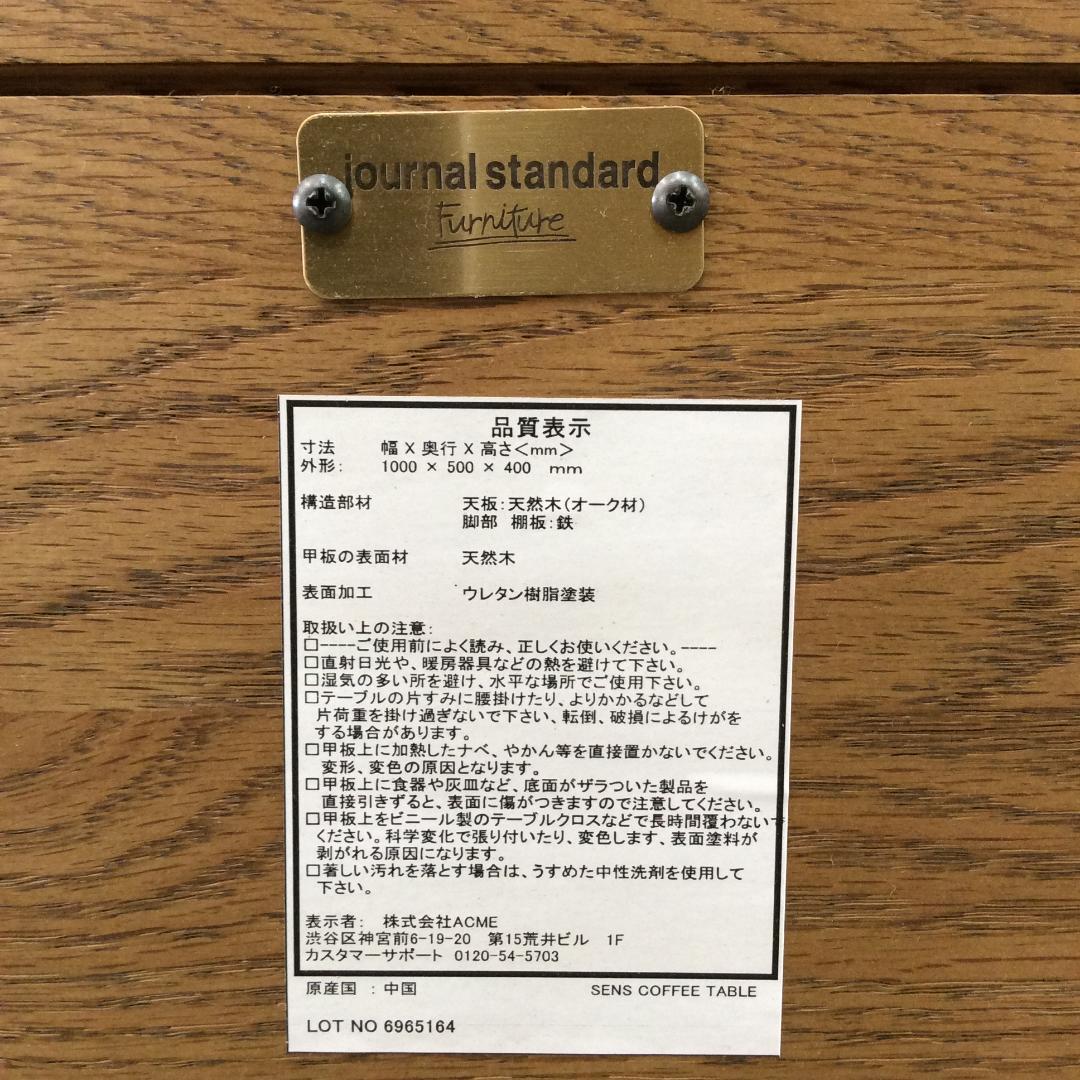 journal standard
Furniture
品質表示
寸法 幅 X 奥行 X 高さ<mm>
外形: 1000 × 500 × 400 mm
構造部材 天板:天然木(オーク材)
脚部 棚板:鉄
甲板の表面材 天然木
表面加工 ウレタン樹脂塗装
取扱い上の注意:
□----ご使用前によく読み、正しくお使いください。----
□直射日光や、暖房器具などの熱を避けて下さい。
□湿気の多い所を避け、水平な場所でご使用下さい。
□テーブルの片すみに腰掛けたり、よりかかるなどして
片荷重を掛け過ぎないで下さい、転倒、破損によるけがを
する場合があります。
□甲板上に加熱したナベ、やかん等を直接置かないでください。
変形、変色の原因となります。
□甲板上に食器や灰皿など、底面がザラついた製品を
直接引きずると、表面に傷がつきますので注意してください。
□甲板上をビニール製のテーブルクロスなどで長時間覆わないで
ください。科学変化で張り付いたり、変色します、表面塗料が
剥がれる原因になります。
□著しい汚れを落とす場合は、うすめた中性洗剤を使用して
下さい。
表示者: 株式会社ACME
渋谷区神宮前6-19-20 第15荒井ビル 1F
カスタマーサポート 0120-54-5703
原産国 :中国 SENS COFFEE TABLE
LOT NO 6965164